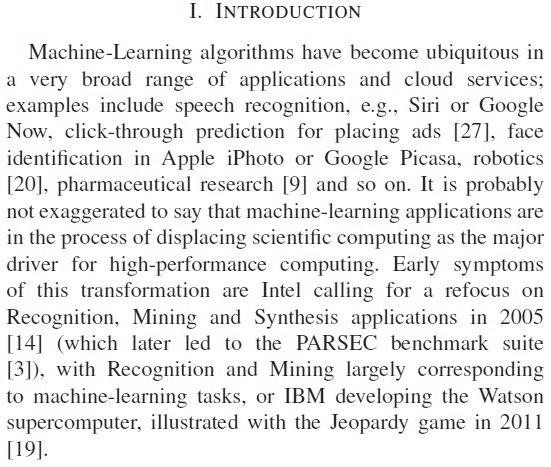 I. INTRODUCTION
Machine-Learning algorithms have become ubiquitous in
a very broad range of applications and cloud services;
examples include speech recognition, e.g., Siri or Google
Now, click-through prediction for placing ads [27], face
identification in Apple iPhoto or Google Picasa, robotics
[20], pharmaceutical research [9] and so on. It is probably
not exaggerated to say that machine-learning applications are
in the process of displacing scientific computing as the major
driver for high-performance computing. Early symptoms
of this transformation are Intel calling for a refocus on
Recognition, Mining and Synthesis applications in 2005
[14] (which later led to the PARSEC benchmark suite
[3]), with Recognition and Mining largely corresponding
to machine-learning tasks, or IBM developing the Watson
supercomputer, illustrated with the Jeopardy game in 2011
[19].